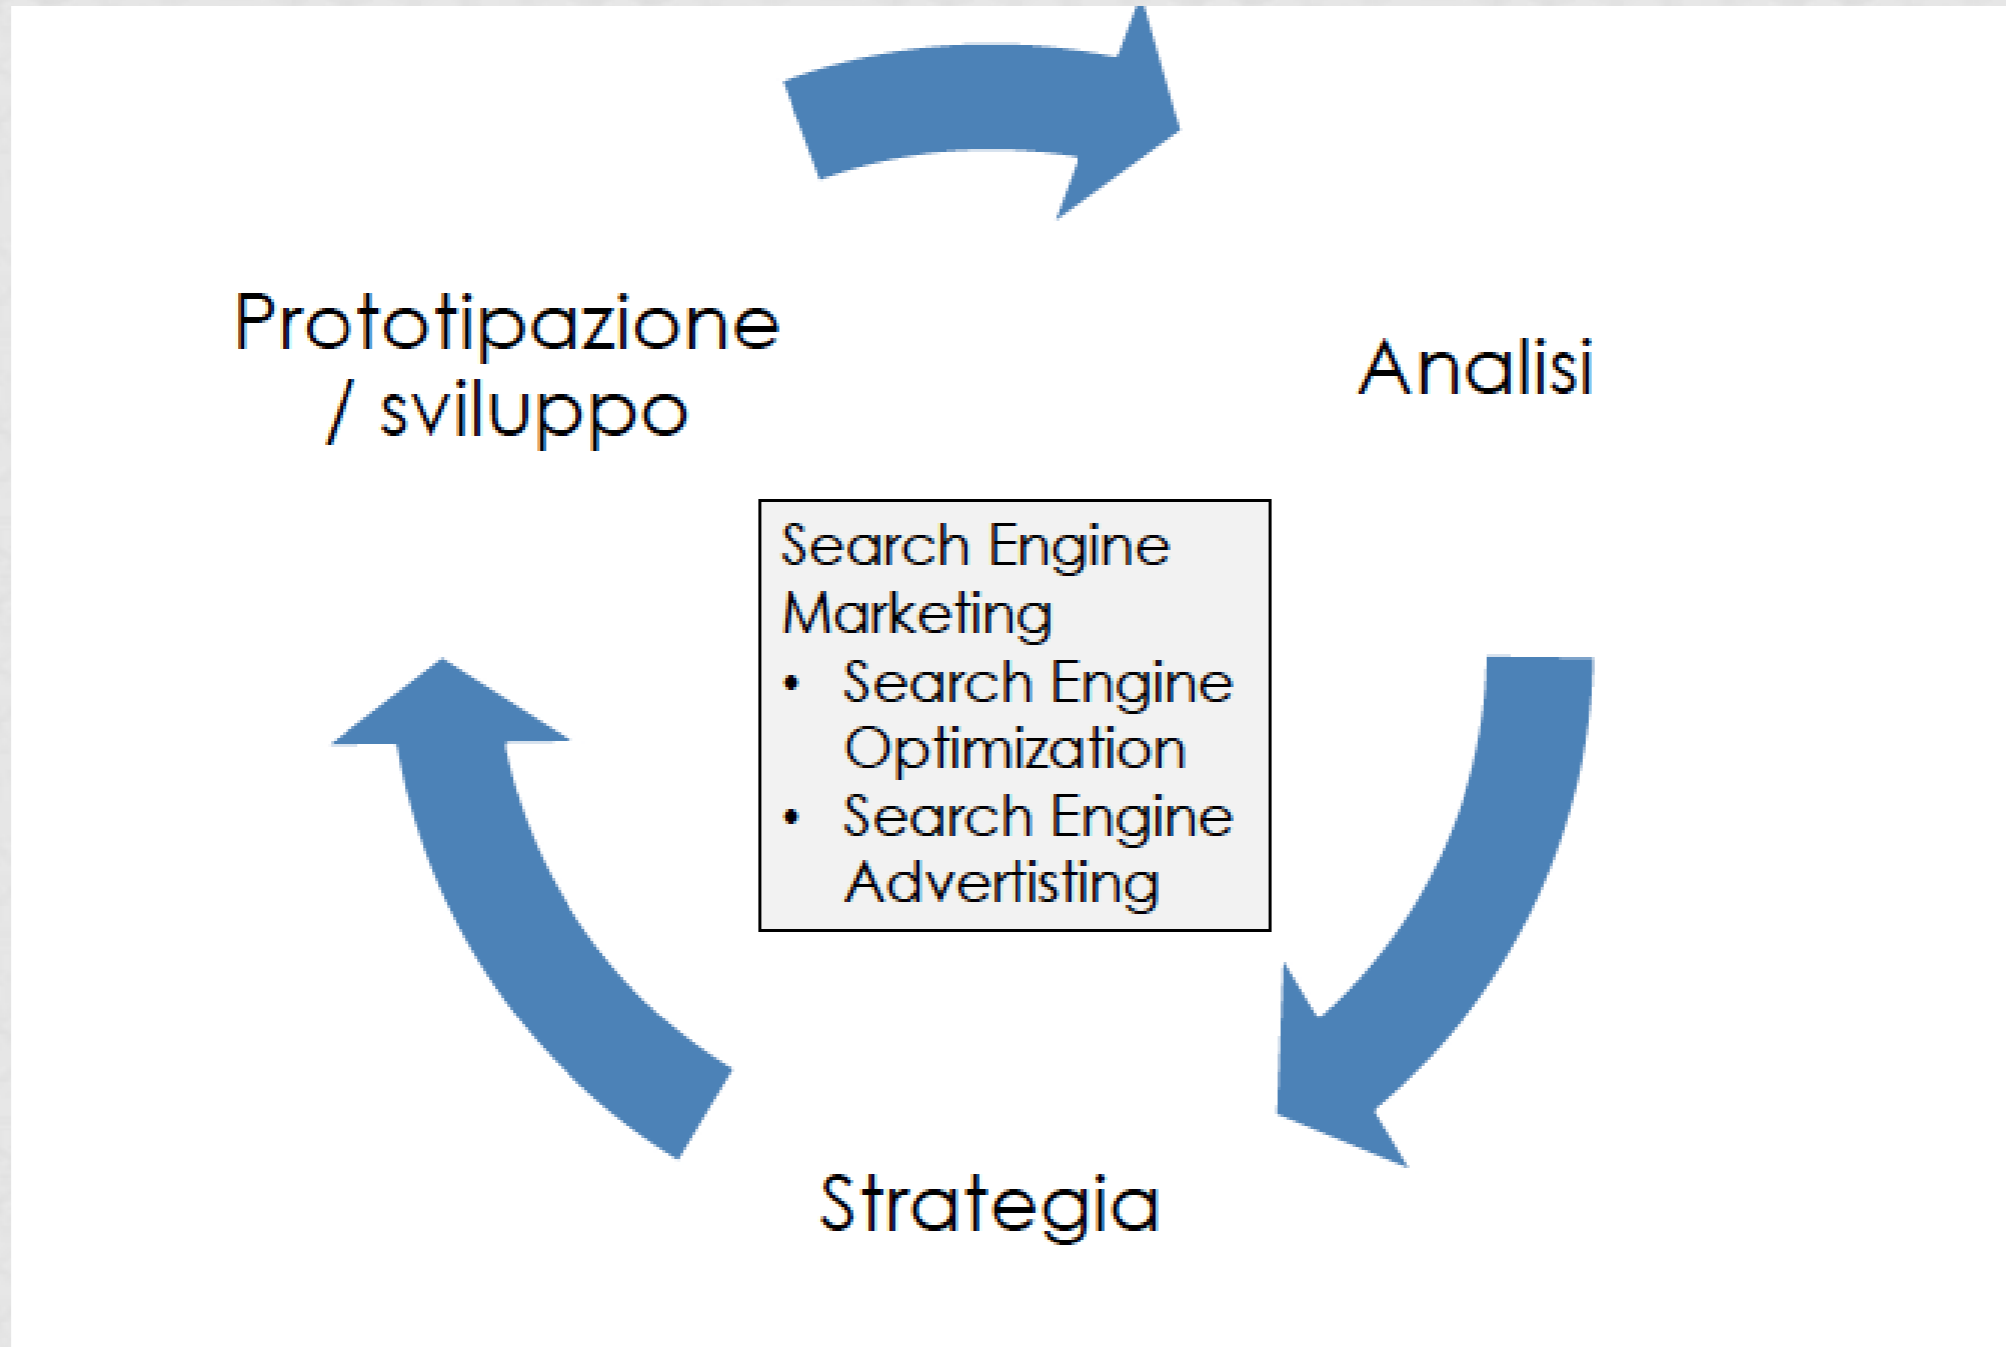 Prototipazione
/ sviluppo
Analisi
Search Engine
Marketing
• Search Engine
Optimization
• Search Engine
Advertisting
Strategia